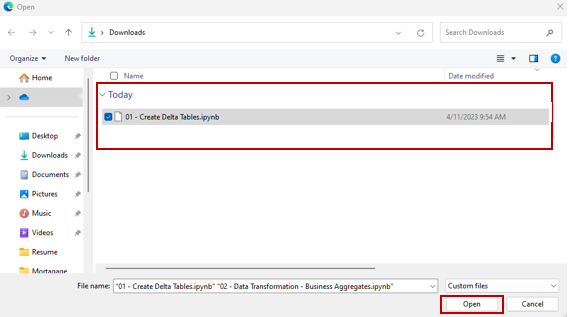 Open
Downloads
Search Downloads
Organize
New folder
Home
Name
Date modified
Today
01 - Create Delta Tables.ipynb
4/11/2023 9:54 AM
Desktop
Downloads
Documents
Pictures
Music
Videos
Resume
Mortagage
File name:
"01 - Create Delta Tables.ipynb" "02 - Data Transformation - Business Aggregates.ipynb"
Custom files
Open
Cancel